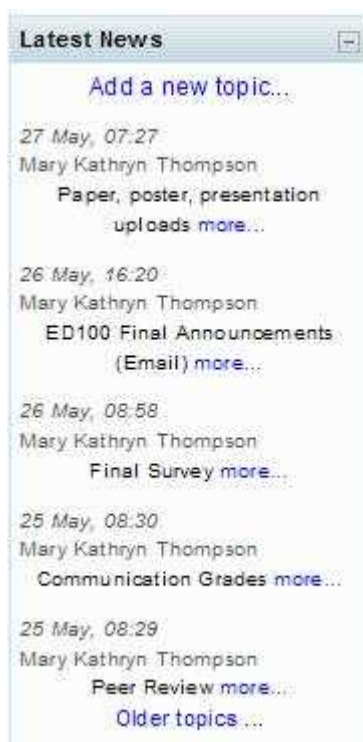 Latest News
Add a new topic...
27 May, 07:27
Mary Kathryn Thompson
Paper, poster, presentation
uploads more...
26 May, 16:20
Mary Kathryn Thompson
ED100 Final Announcements
(Email) more...
26 May, 08:58
Mary Kathryn Thompson
Final Survey more...
25 May, 08:30
Mary Kathryn Thompson
Communication Grades more...
25 May, 08:29
Mary Kathryn Thompson
Peer Review more...
Older topics ...